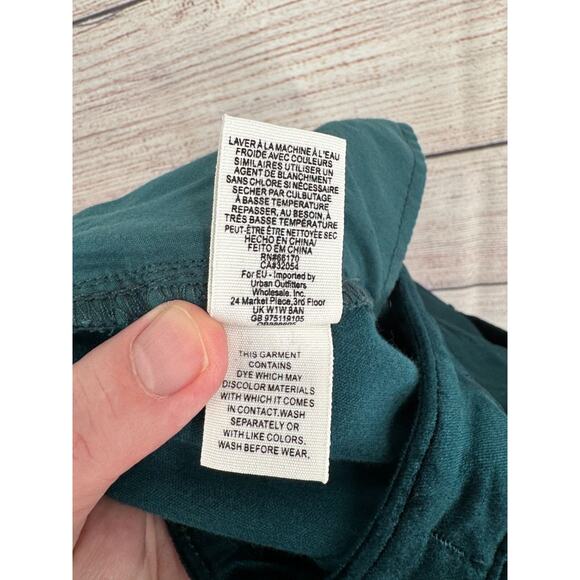 LAVER À LA MACHINE À L'EAU
FROIDE AVEC COULEURS
SIMILAIRES UTILISER UN
AGENT DE BLANCHIMENT
SANS CHLORE SI NÉCESSAIRE
SECHER PAR CULBUTAGE
À BASSE TEMPÉRATURE
REPASSER, AU BESOIN, À
TRÈS BASSE TEMPÉRATURE
PEUT-ÊTRE ÊTRE NETTOYÉE SEC
HECHO EN CHINA/
FEITO EM CHINA
RN#66170
CA#32054
For EU - Imported by
Urban Outfitters
Wholesale. Inc.
24 Market Place,3rd Floor
UK W1W 8AN
GB 975119105
THIS GARMENT
CONTAINS
DYE WHICH MAY
DISCOLOR MATERIALS
WITH WHICH IT COMES
IN CONTACT.WASH
SEPARATELY OR
WITH LIKE COLORS.
WASH BEFORE WEAR.